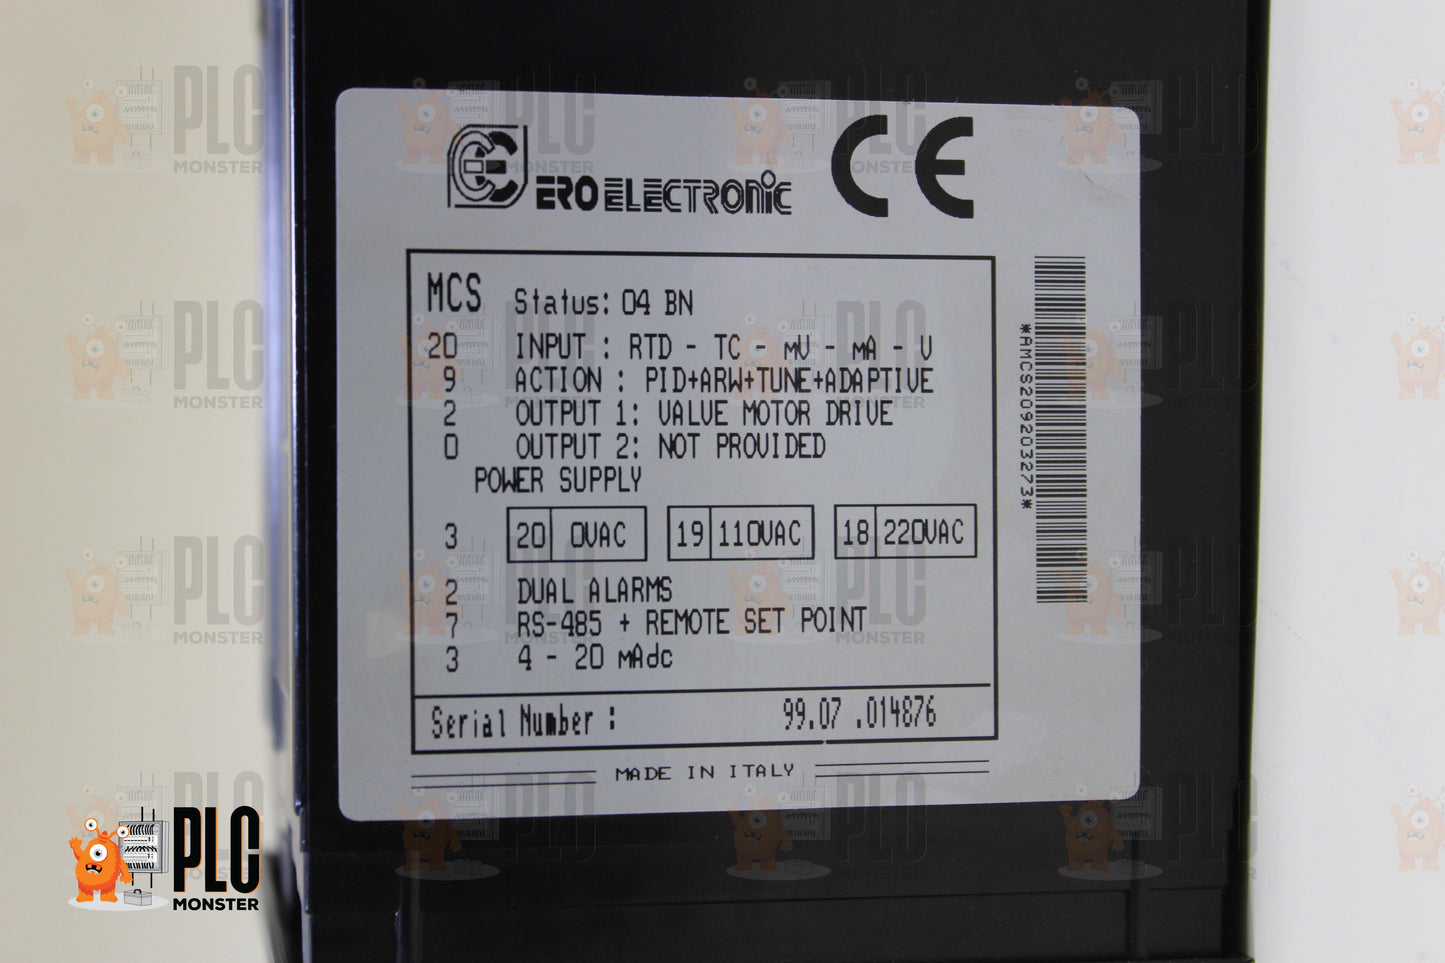 ERO ELECTRONIC CE
MCS Status: 04 BN
20 INPUT : RTD - TC - mV - mA - V
9 ACTION : PID+ARW+TUNE+ADAPTIVE
2 OUTPUT 1: VALVE MOTOR DRIVE
0 OUTPUT 2: NOT PROVIDED
POWER SUPPLY
3 20 0VAC 19 110VAC 18 220VAC
2 DUAL ALARMS
7 RS-485 + REMOTE SET POINT
3 4 - 20 mAdc
Serial Number : 99.07 .014876
MADE IN ITALY
*AMCS209203273*
PLC
MONSTER